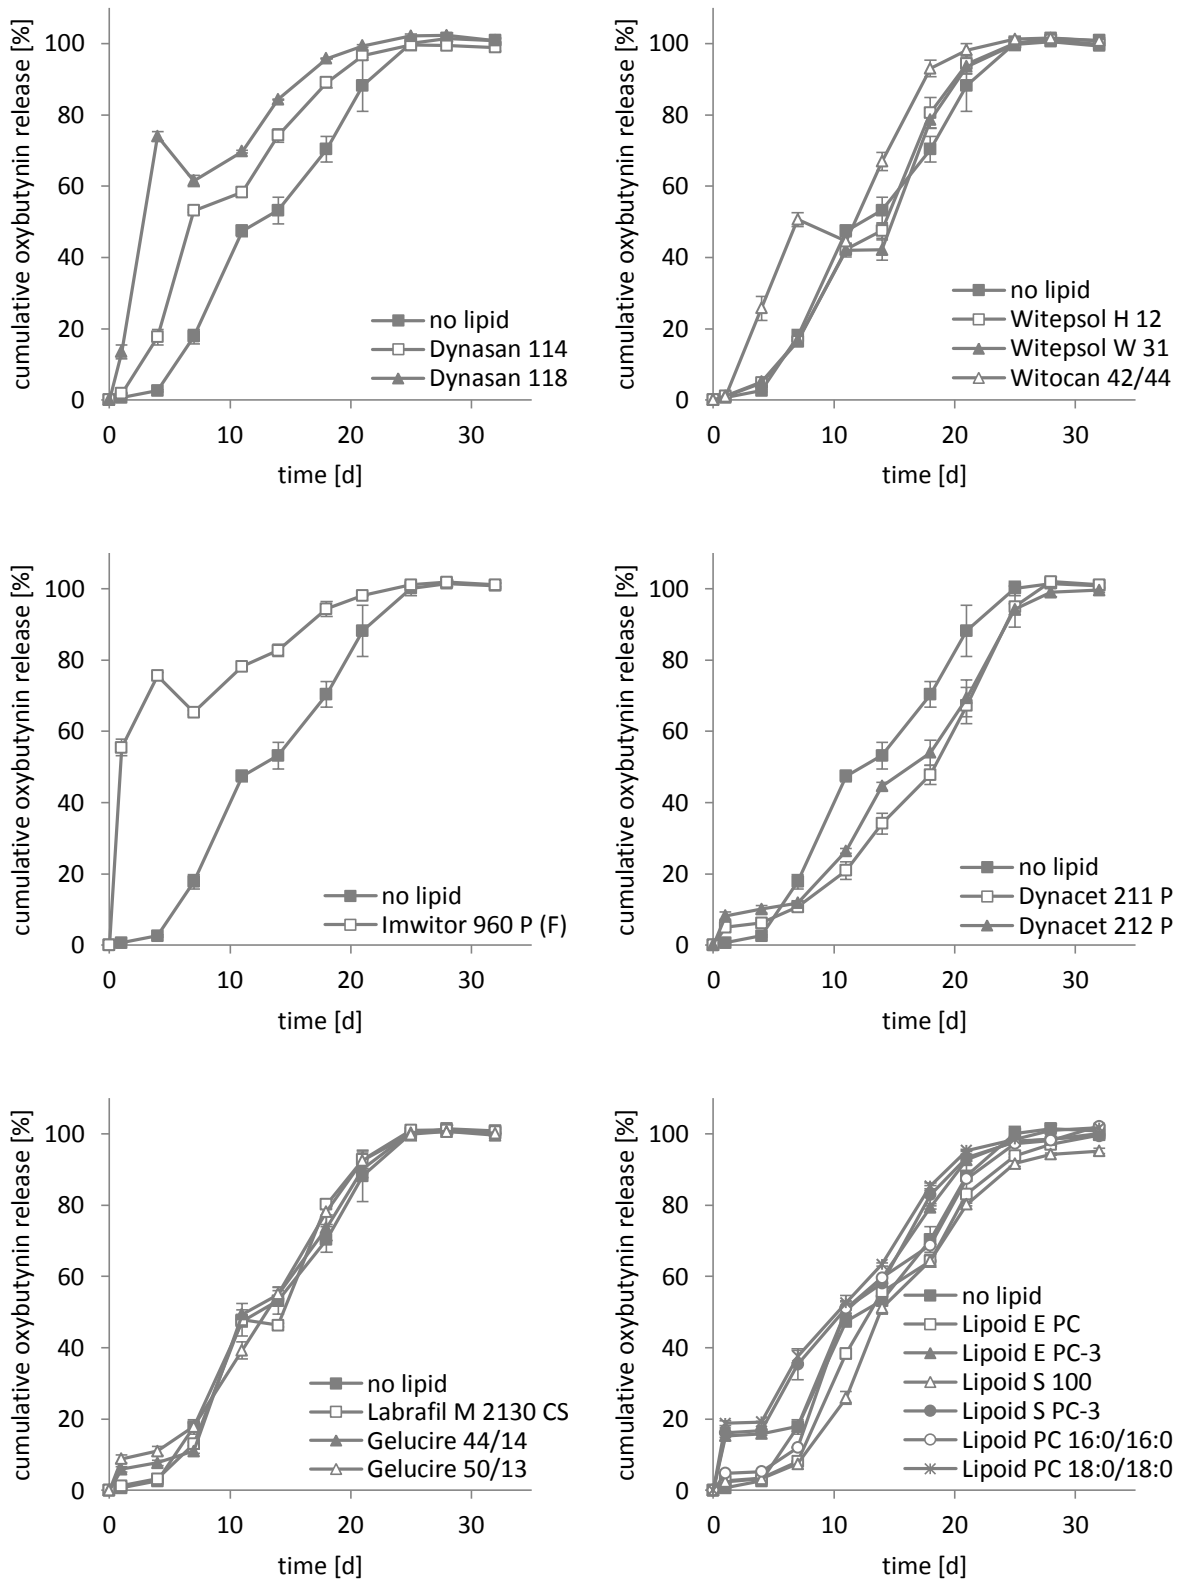 cumulative oxybutynin release [%]
100
80
60
40
20
0
no lipid
Dynasan 114
Dynasan 118
0 10 20 30
time [d]
cumulative oxybutynin release [%]
100
80
60
40
20
0
no lipid
Witepsol H 12
Witepsol W 31
Witocan 42/44
0 10 20 30
time [d]
cumulative oxybutynin release [%]
100
80
60
40
20
0
no lipid
Imwitor 960 P (F)
0 10 20 30
time [d]
cumulative oxybutynin release [%]
100
80
60
40
20
0
no lipid
Dynacet 211 P
Dynacet 212 P
0 10 20 30
time [d]
cumulative oxybutynin release [%]
100
80
60
40
20
0
no lipid
Labrafil M 2130 CS
Gelucire 44/14
Gelucire 50/13
0 10 20 30
time [d]
cumulative oxybutynin release [%]
100
80
60
40
20
0
no lipid
Lipoid E PC
Lipoid E PC-3
Lipoid S 100
Lipoid S PC-3
Lipoid PC 16:0/16:0
Lipoid PC 18:0/18:0
0 10 20 30
time [d]